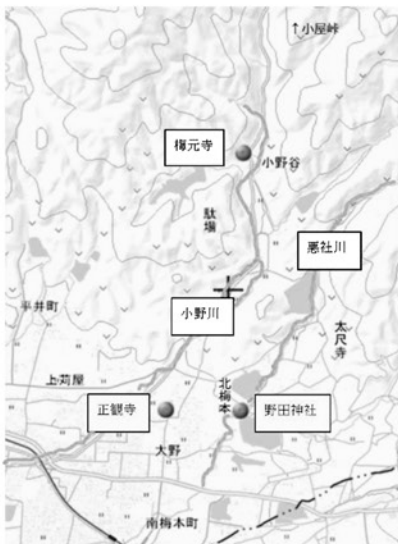 ↑小屋峠
梅元寺
小野谷
駄場
悪社川
平井町
小野川
太尺寺
上苅屋
北梅本
正観寺
野田神社
大野
南梅本町